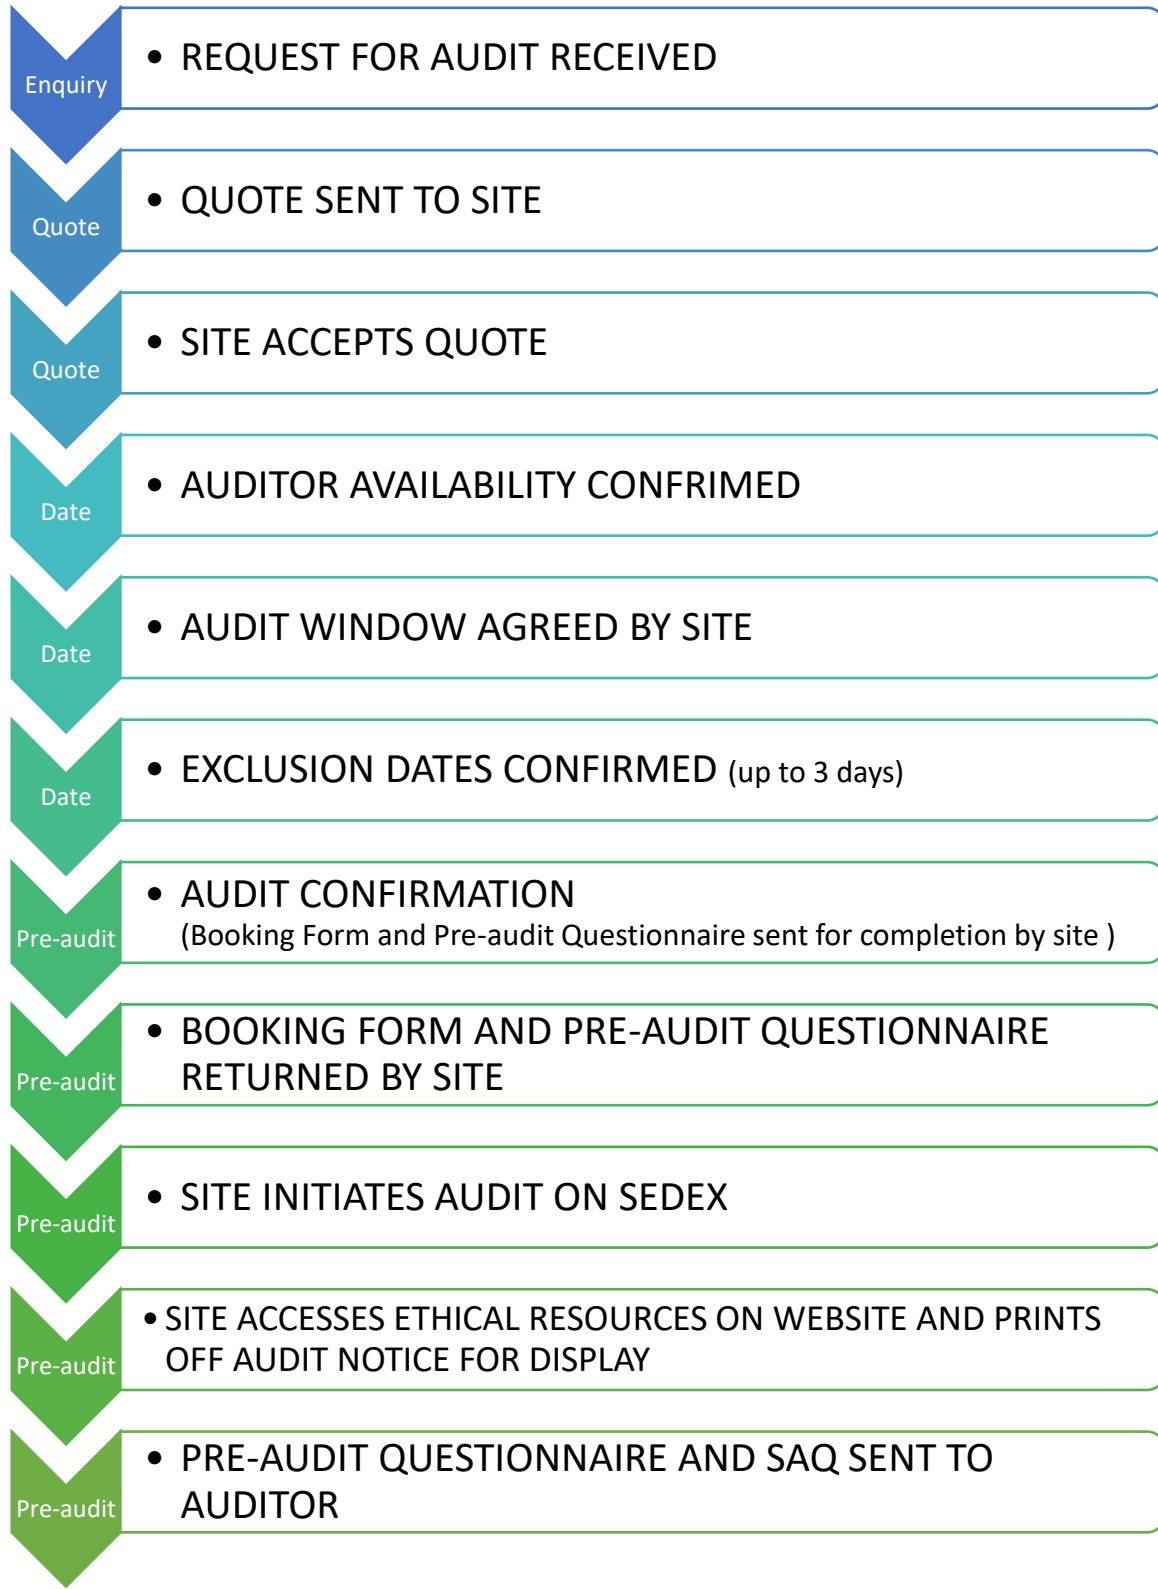 Enquiry
• REQUEST FOR AUDIT RECEIVED
Quote
• QUOTE SENT TO SITE
Quote
• SITE ACCEPTS QUOTE
Date
• AUDITOR AVAILABILITY CONFRIMED
Date
• AUDIT WINDOW AGREED BY SITE
Date
• EXCLUSION DATES CONFIRMED (up to 3 days)
Pre-audit
• AUDIT CONFIRMATION
(Booking Form and Pre-audit Questionnaire sent for completion by site )
Pre-audit
• BOOKING FORM AND PRE-AUDIT QUESTIONNAIRE
RETURNED BY SITE
Pre-audit
• SITE INITIATES AUDIT ON SEDEX
Pre-audit
• SITE ACCESSES ETHICAL RESOURCES ON WEBSITE AND PRINTS
OFF AUDIT NOTICE FOR DISPLAY
Pre-audit
• PRE-AUDIT QUESTIONNAIRE AND SAQ SENT TO
AUDITOR